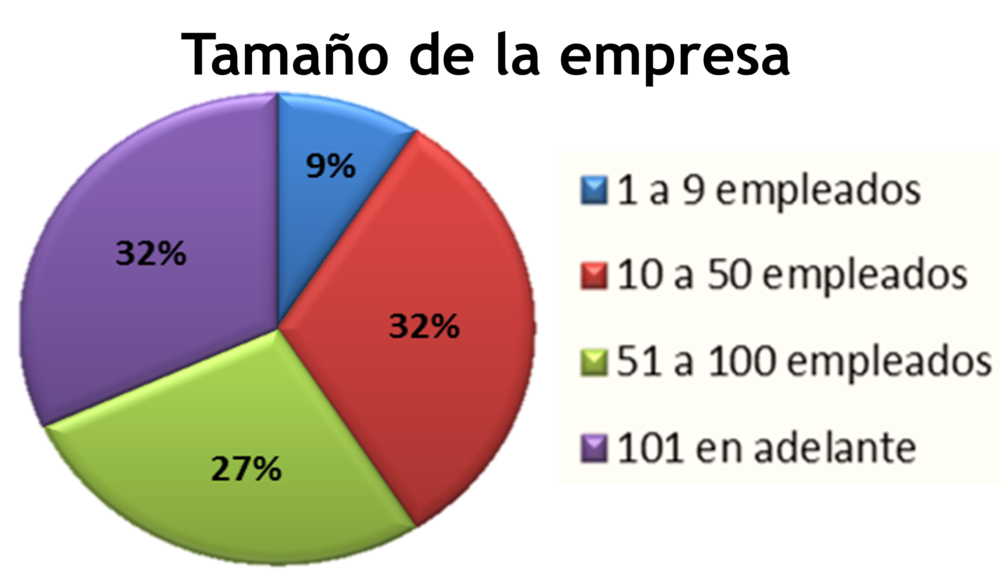 Tamaño de la empresa
9%
32%
32%
27%
1 a 9 empleados
10 a 50 empleados
51 a 100 empleados
101 en adelante